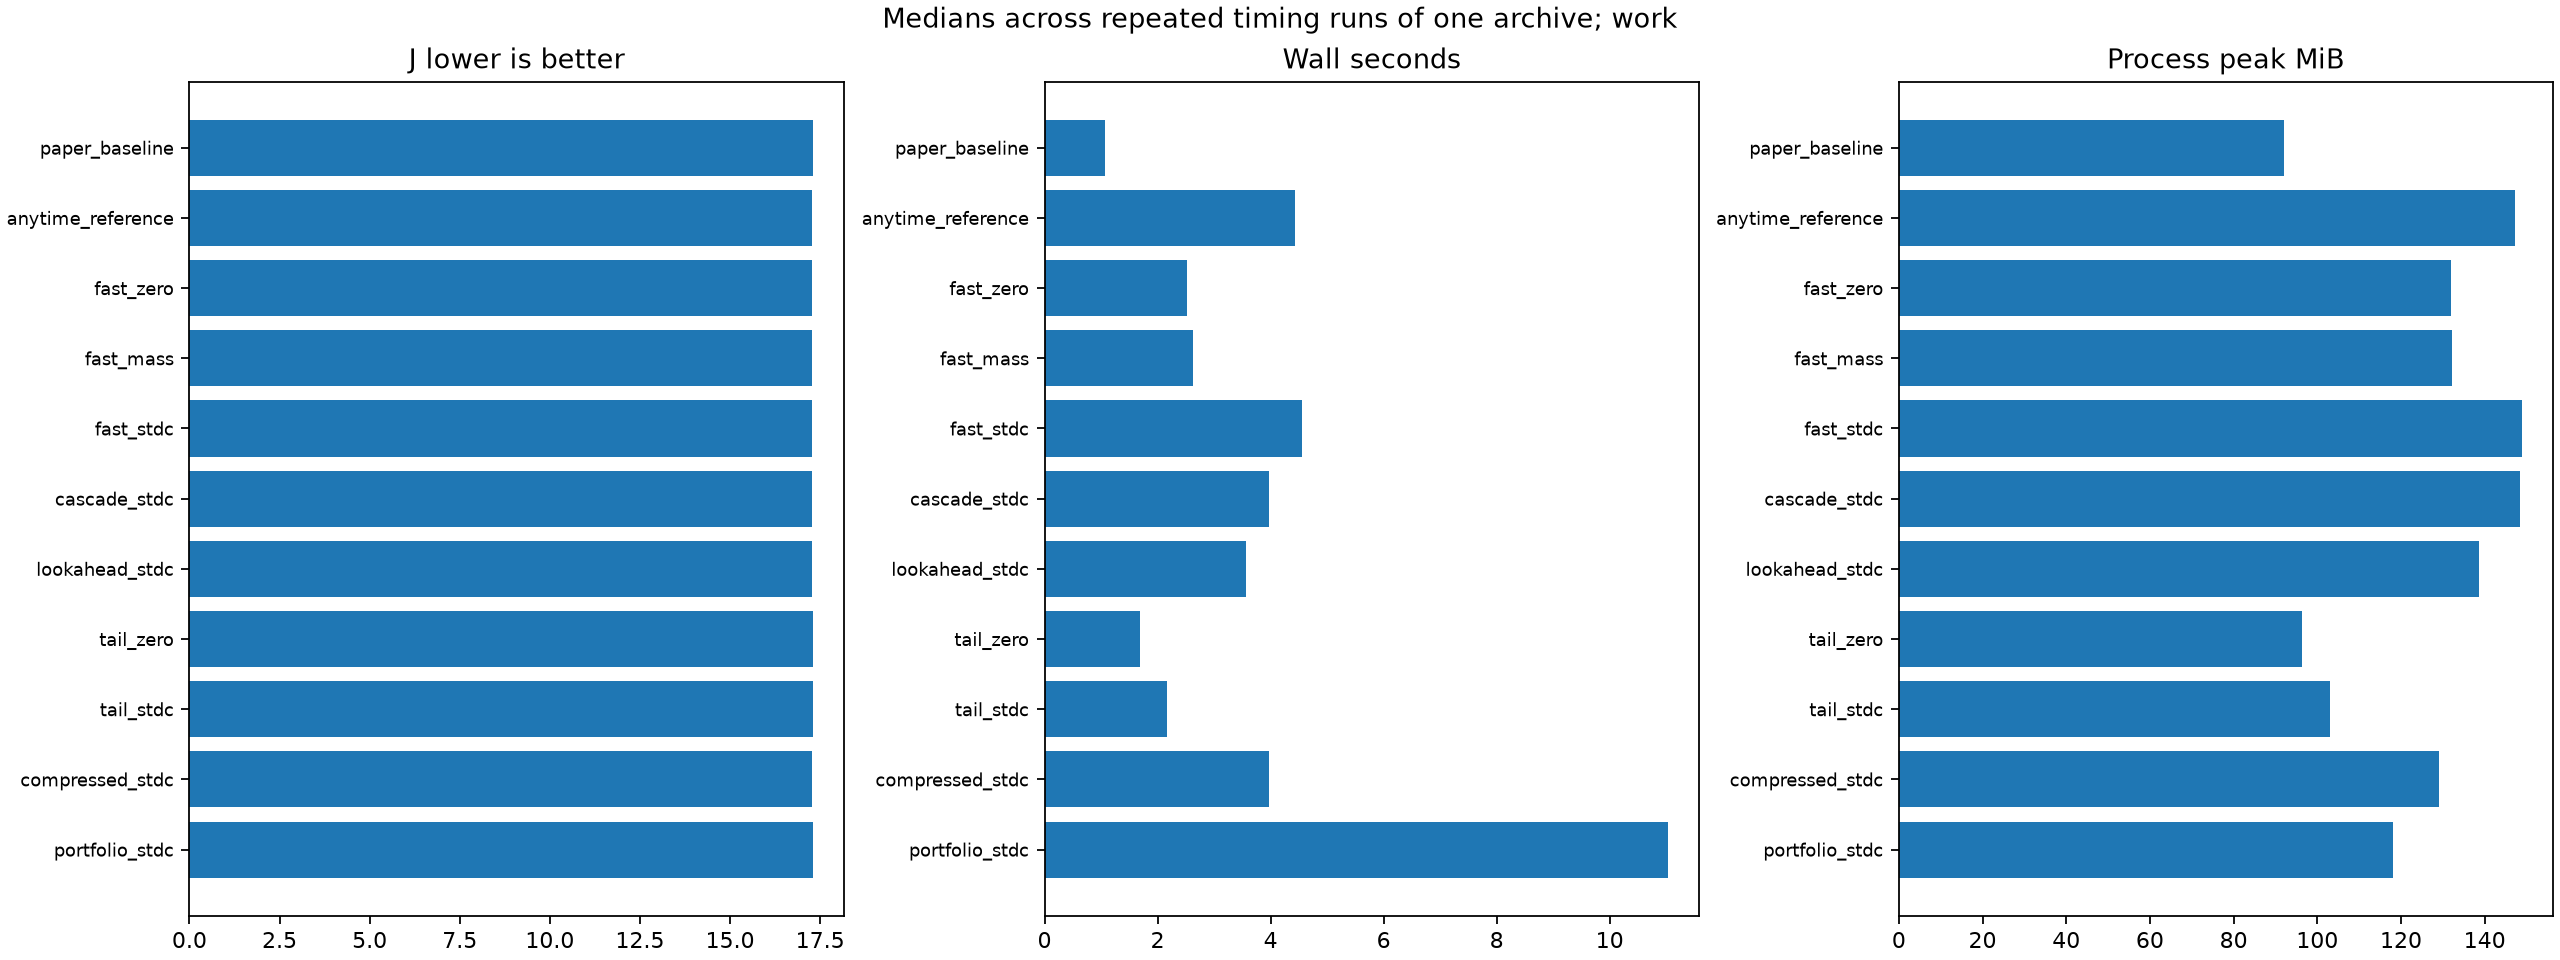 Medians across repeated timing runs of one archive; work
J lower is better
paper_baseline
anytime_reference
fast_zero
fast_mass
fast_stdc
cascade_stdc
lookahead_stdc
tail_zero
tail_stdc
compressed_stdc
portfolio_stdc
0.0 2.5 5.0 7.5 10.0 12.5 15.0 17.5
Wall seconds
paper_baseline
anytime_reference
fast_zero
fast_mass
fast_stdc
cascade_stdc
lookahead_stdc
tail_zero
tail_stdc
compressed_stdc
portfolio_stdc
0 2 4 6 8 10
Process peak MiB
paper_baseline
anytime_reference
fast_zero
fast_mass
fast_stdc
cascade_stdc
lookahead_stdc
tail_zero
tail_stdc
compressed_stdc
portfolio_stdc
0 20 40 60 80 100 120 140